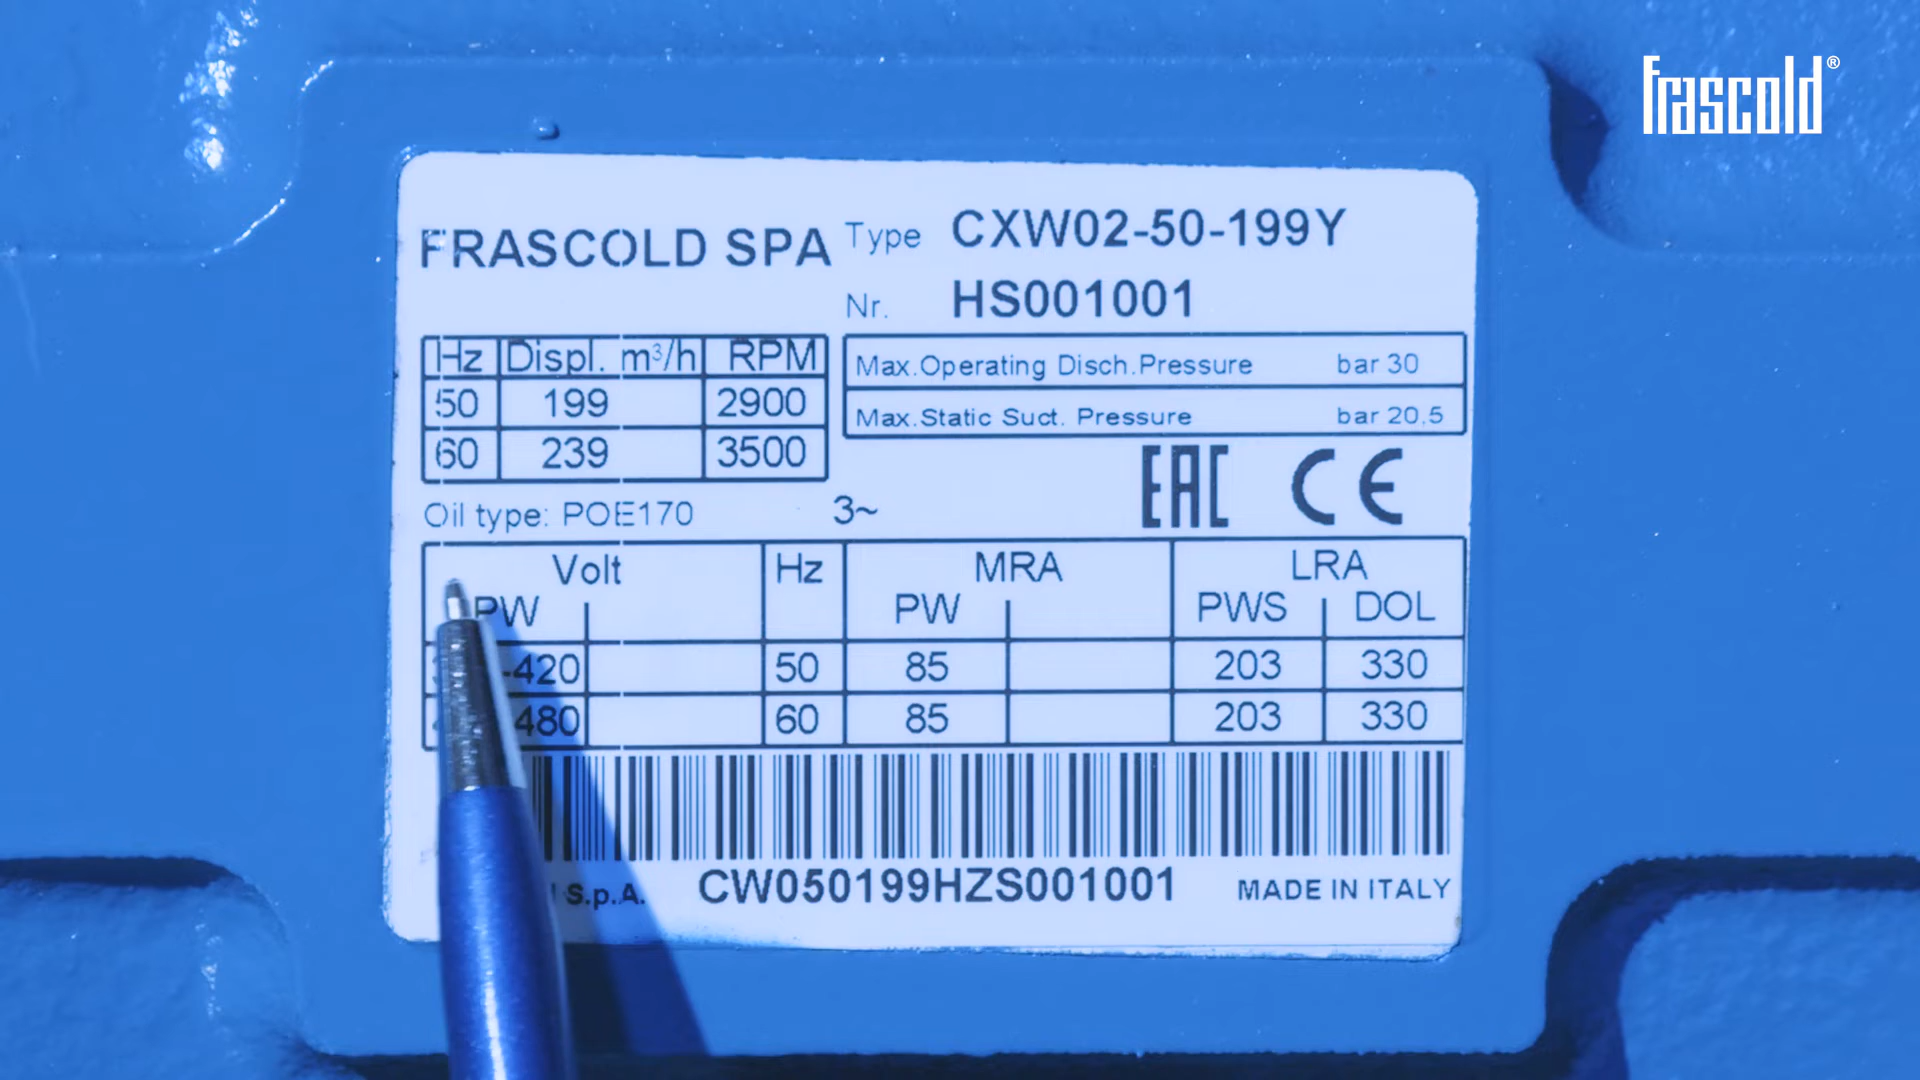 frascold®
FRASCOLD SPA Type CXW02-50-199Y
Nr. HS001001
Hz Displ. m³/h RPM
50 199 2900
60 239 3500
Max.Operating Disch.Pressure bar 30
Max.Static Suct. Pressure bar 20,5
EAC CE
Oil type: POE170 3~
Volt Hz MRA LRA
PW PW PWS DOL
-420 50 85 203 330
480 60 85 203 330
S.p.A. CW050199HZS001001 MADE IN ITALY